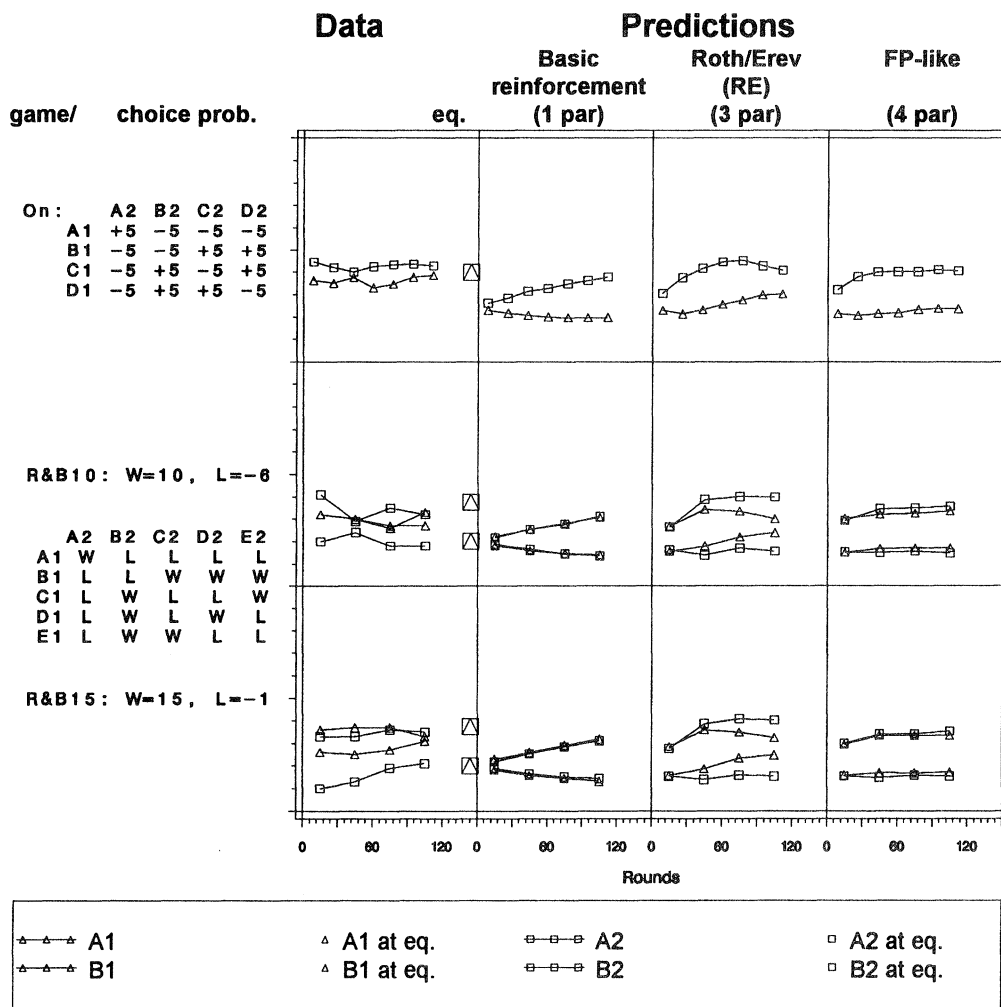 Data Predictions
Basic reinforcement (1 par)
Roth/Erev (RE) (3 par)
FP-like (4 par)
game/ choice prob. eq.
On: A2 B2 C2 D2
A1 +5 -5 -5 -5
B1 -5 -5 +5 +5
C1 -5 +5 -5 +5
D1 -5 +5 +5 -5
R&B10: W=10, L=-6
A2 B2 C2 D2 E2
A1 W L L L L
B1 L L W W W
C1 L W L L W
D1 L W L W L
E1 L W W L L
R&B15: W=15, L=-1
0 60 120 0 60 120 0 60 120 0 60 120
Rounds
A1 A1 at eq. A2 A2 at eq.
B1 B1 at eq. B2 B2 at eq.